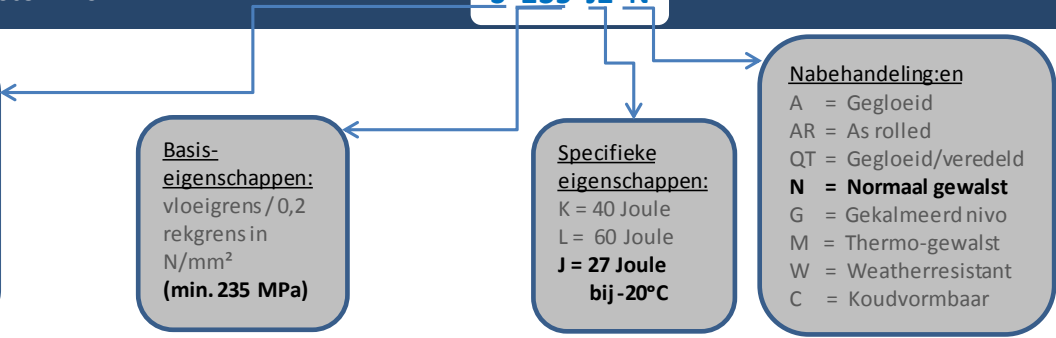 Basis-
eigenschappen:
vloeigrens / 0,2
rekgrens in
N/mm²
(min. 235 MPa)
Specifieke
eigenschappen:
K = 40 Joule
L = 60 Joule
J = 27 Joule
bij -20°C
Nabehandeling:en
A = Gegloeid
AR = As rolled
QT = Gegloeid/veredeld
N = Normaal gewalst
G = Gekalmeerd nivo
M = Thermo-gewalst
W = Weatherresistant
C = Koudvormbaar